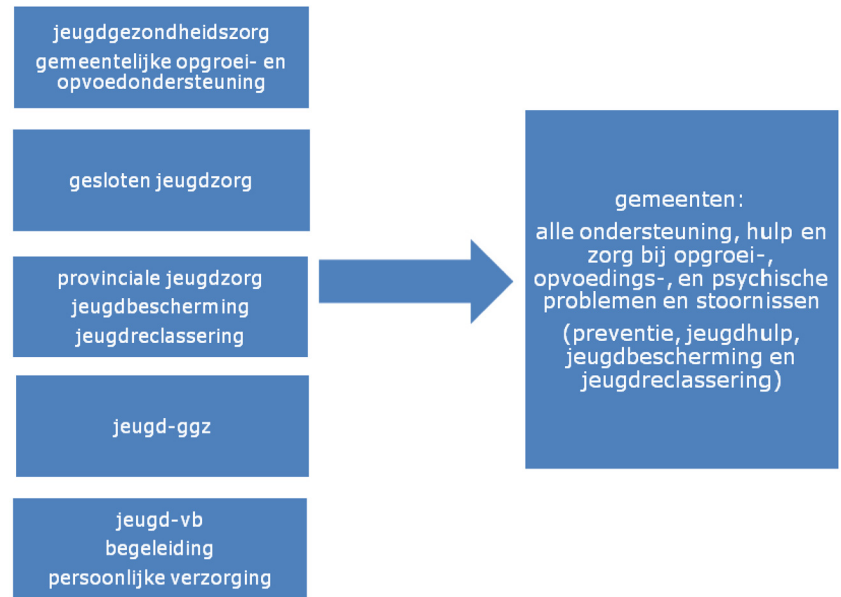 jeugdgezondheidszorg
gemeentelijke opgroei- en
opvoedondersteuning
gesloten jeugdzorg
provinciale jeugdzorg
jeugdbescherming
jeugdreclassering
jeugd-ggz
jeugd-vb
begeleiding
persoonlijke verzorging
gemeenten:
alle ondersteuning, hulp en
zorg bij opgroei-,
opvoedings-, en psychische
problemen en stoornissen
(preventie, jeugdhulp,
jeugdbescherming en
jeugdreclassering)